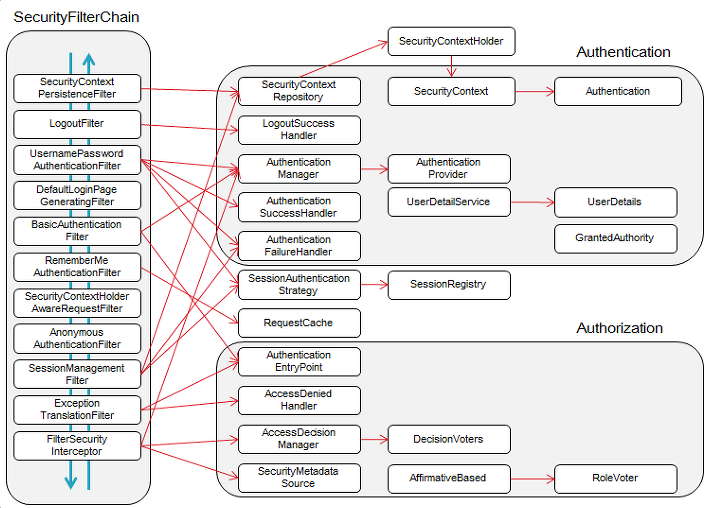 SecurityFilterChain
SecurityContext
PersistenceFilter
LogoutFilter
UsernamePassword
AuthenticationFilter
DefaultLoginPage
GeneratingFilter
BasicAuthentication
Filter
RememberMe
AuthenticationFilter
SecurityContextHolder
AwareRequestFilter
Anonymous
AuthenticationFilter
SessionManagement
Filter
Exception
TranslationFilter
FilterSecurity
Interceptor
SecurityContextHolder
Authentication
SecurityContext
Repository
SecurityContext
Authentication
LogoutSuccess
Handler
Authentication
Manager
Authentication
Provider
Authentication
SuccessHandler
UserDetailService
UserDetails
Authentication
FailureHandler
GrantedAuthority
SessionAuthentication
Strategy
SessionRegistry
RequestCache
Authorization
Authentication
EntryPoint
AccessDenied
Handler
AccessDecision
Manager
DecisionVoters
SecurityMetadata
Source
AffirmativeBased
RoleVoter